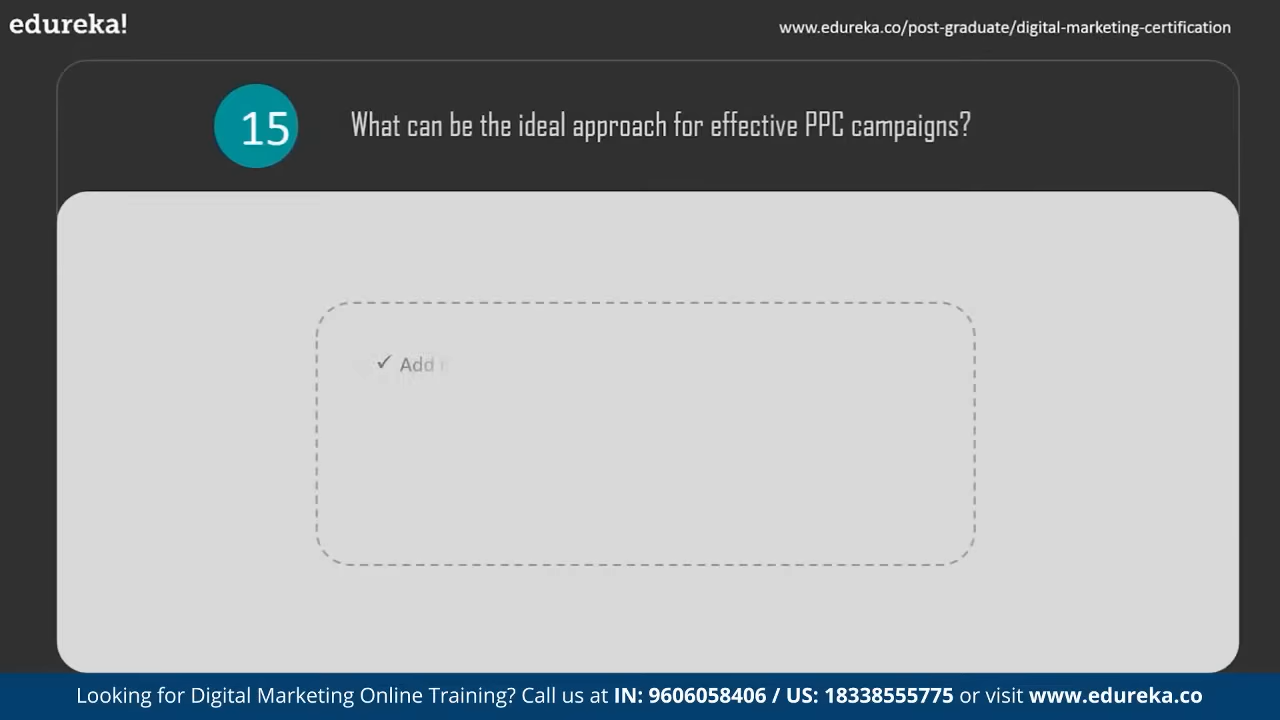 edureka!
www.edureka.co/post-graduate/digital-marketing-certification
15
What can be the ideal approach for effective PPC campaigns?
✓ Add
Looking for Digital Marketing Online Training? Call us at IN: 9606058406 / US: 18338555775 or visit www.edureka.co